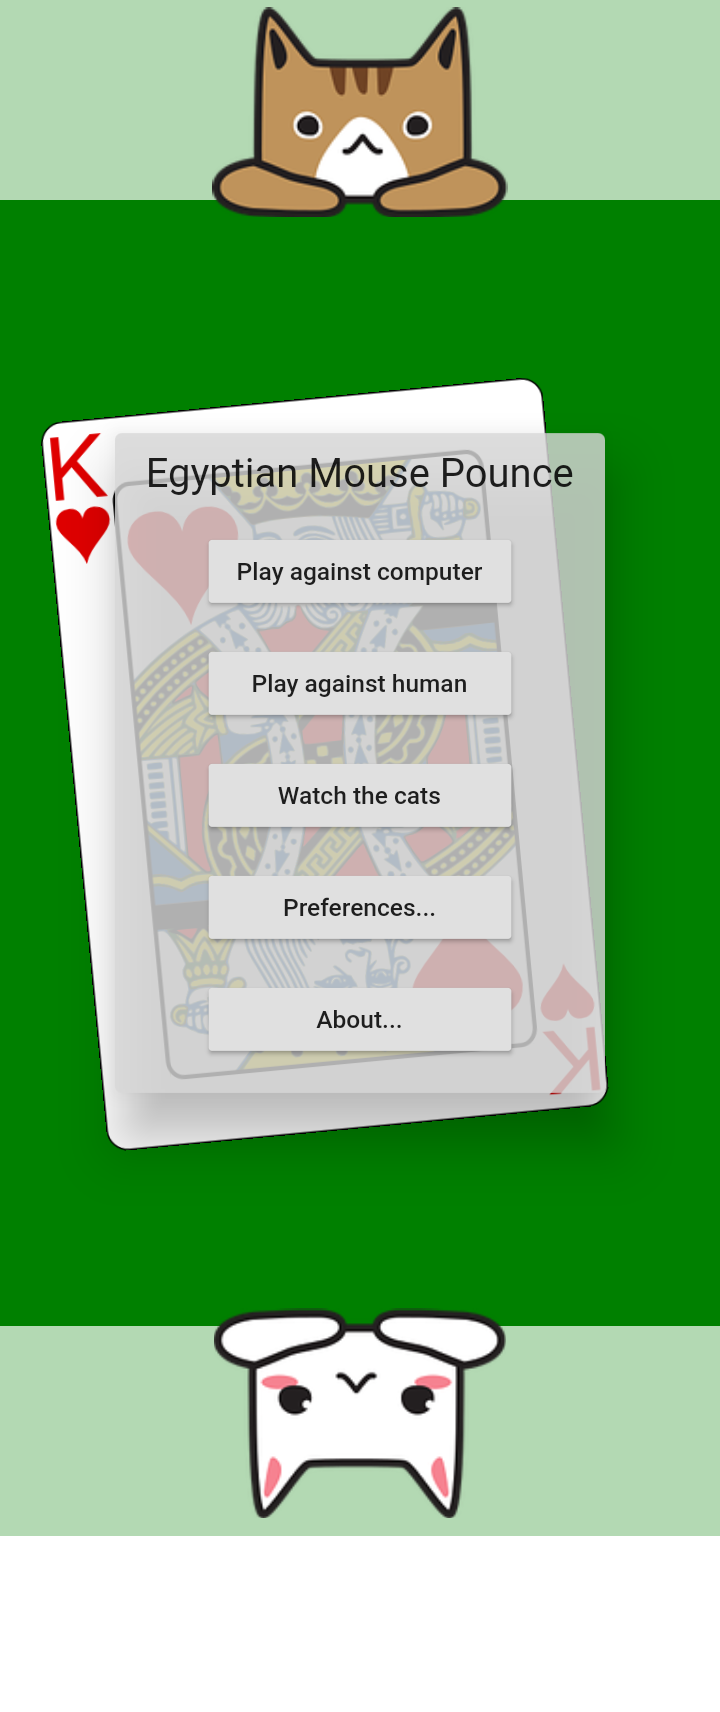 K
Egyptian Mouse Pounce
Play against computer
Play against human
Watch the cats
Preferences...
About...
K